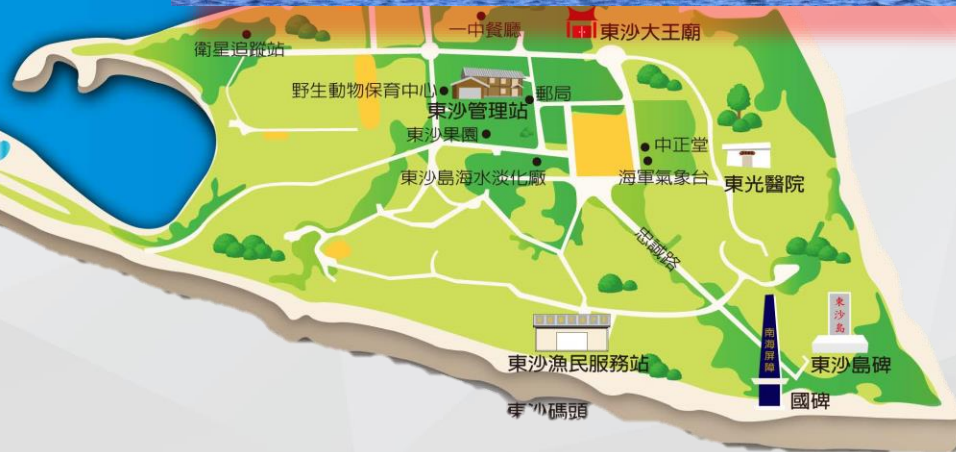 一中餐廳
東沙大王廟
衛星追蹤站
野生動物保育中心
郵局
東沙管理站
東沙果園
中正堂
東沙島海水淡化廠
海軍氣象台
東光醫院
忠誠路
東沙島
南海屏障
東沙漁民服務站
東沙島碑
國碑
東沙碼頭